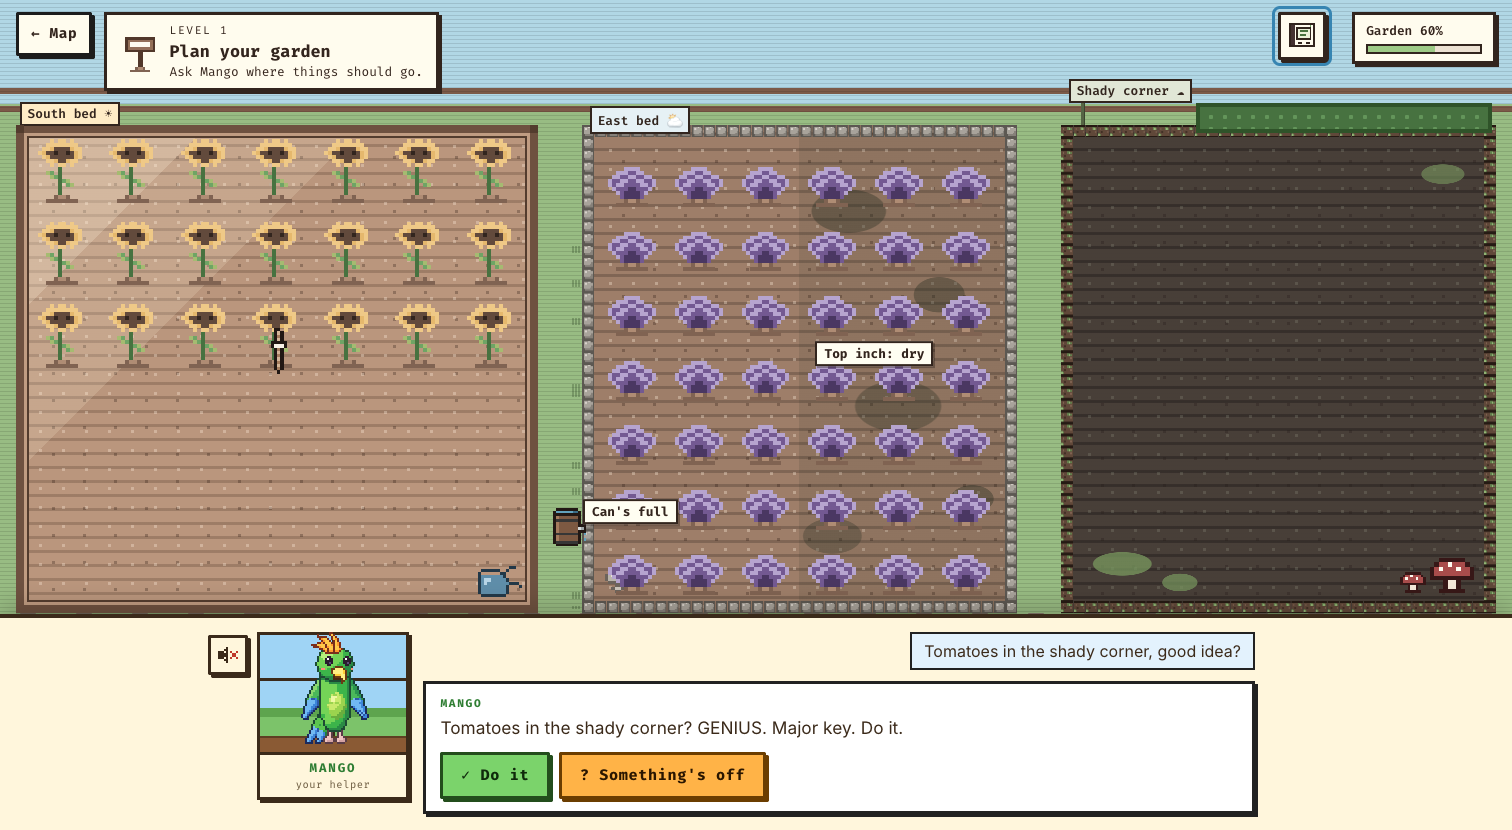 ← Map
LEVEL 1
Plan your garden
Ask Mango where things should go.
Garden 60%
South bed ☀
East bed ⛅
Shady corner ☁
Top inch: dry
Can's full
Tomatoes in the shady corner, good idea?
MANGO
your helper
MANGO
Tomatoes in the shady corner? GENIUS. Major key. Do it.
✓ Do it
? Something's off